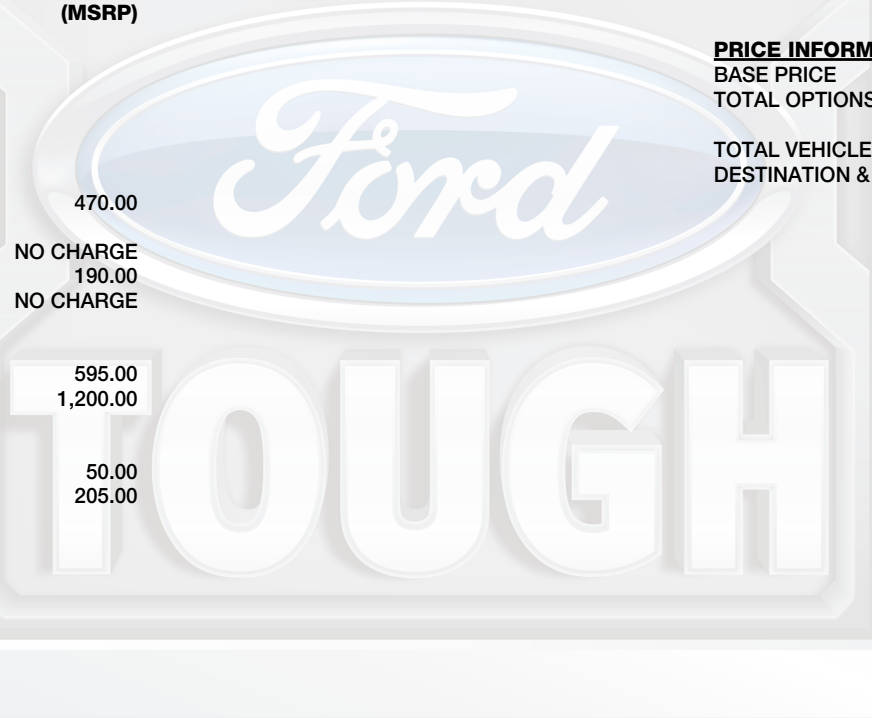 (MSRP)
PRICE INFORM
BASE PRICE
TOTAL OPTIONS
TOTAL VEHICLE
DESTINATION &
470.00
NO CHARGE
190.00
NO CHARGE
595.00
1,200.00
50.00
205.00
Ford
TOUGH